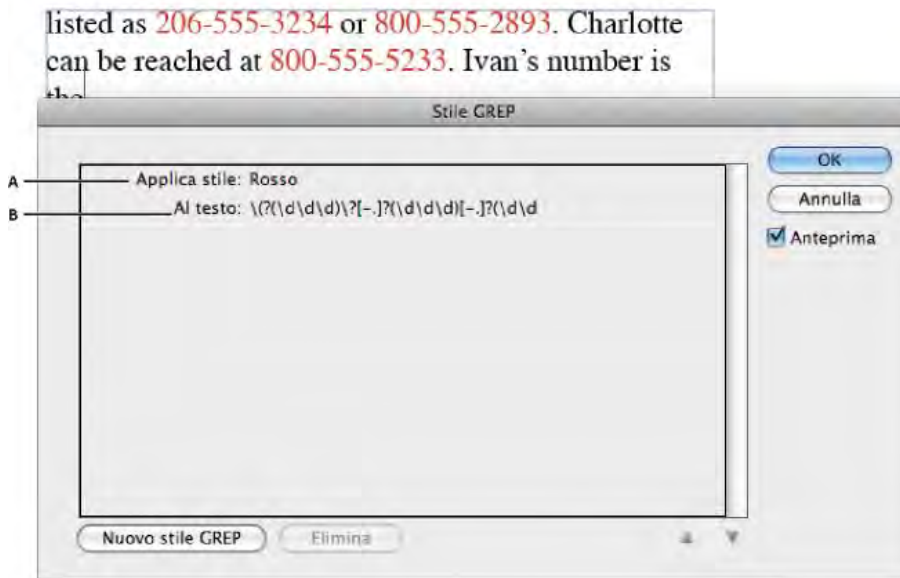 listed as 206-555-3234 or 800-555-2893. Charlotte
can be reached at 800-555-5233. Ivan's number is
the
Stile GREP
A
Applica stile: Rosso
B
Al testo: \(?(\d\d\d)\?[-.]?(\d\d\d)[-.]?(\d\d
OK
Annulla
Anteprima
Nuovo stile GREP
Elimina